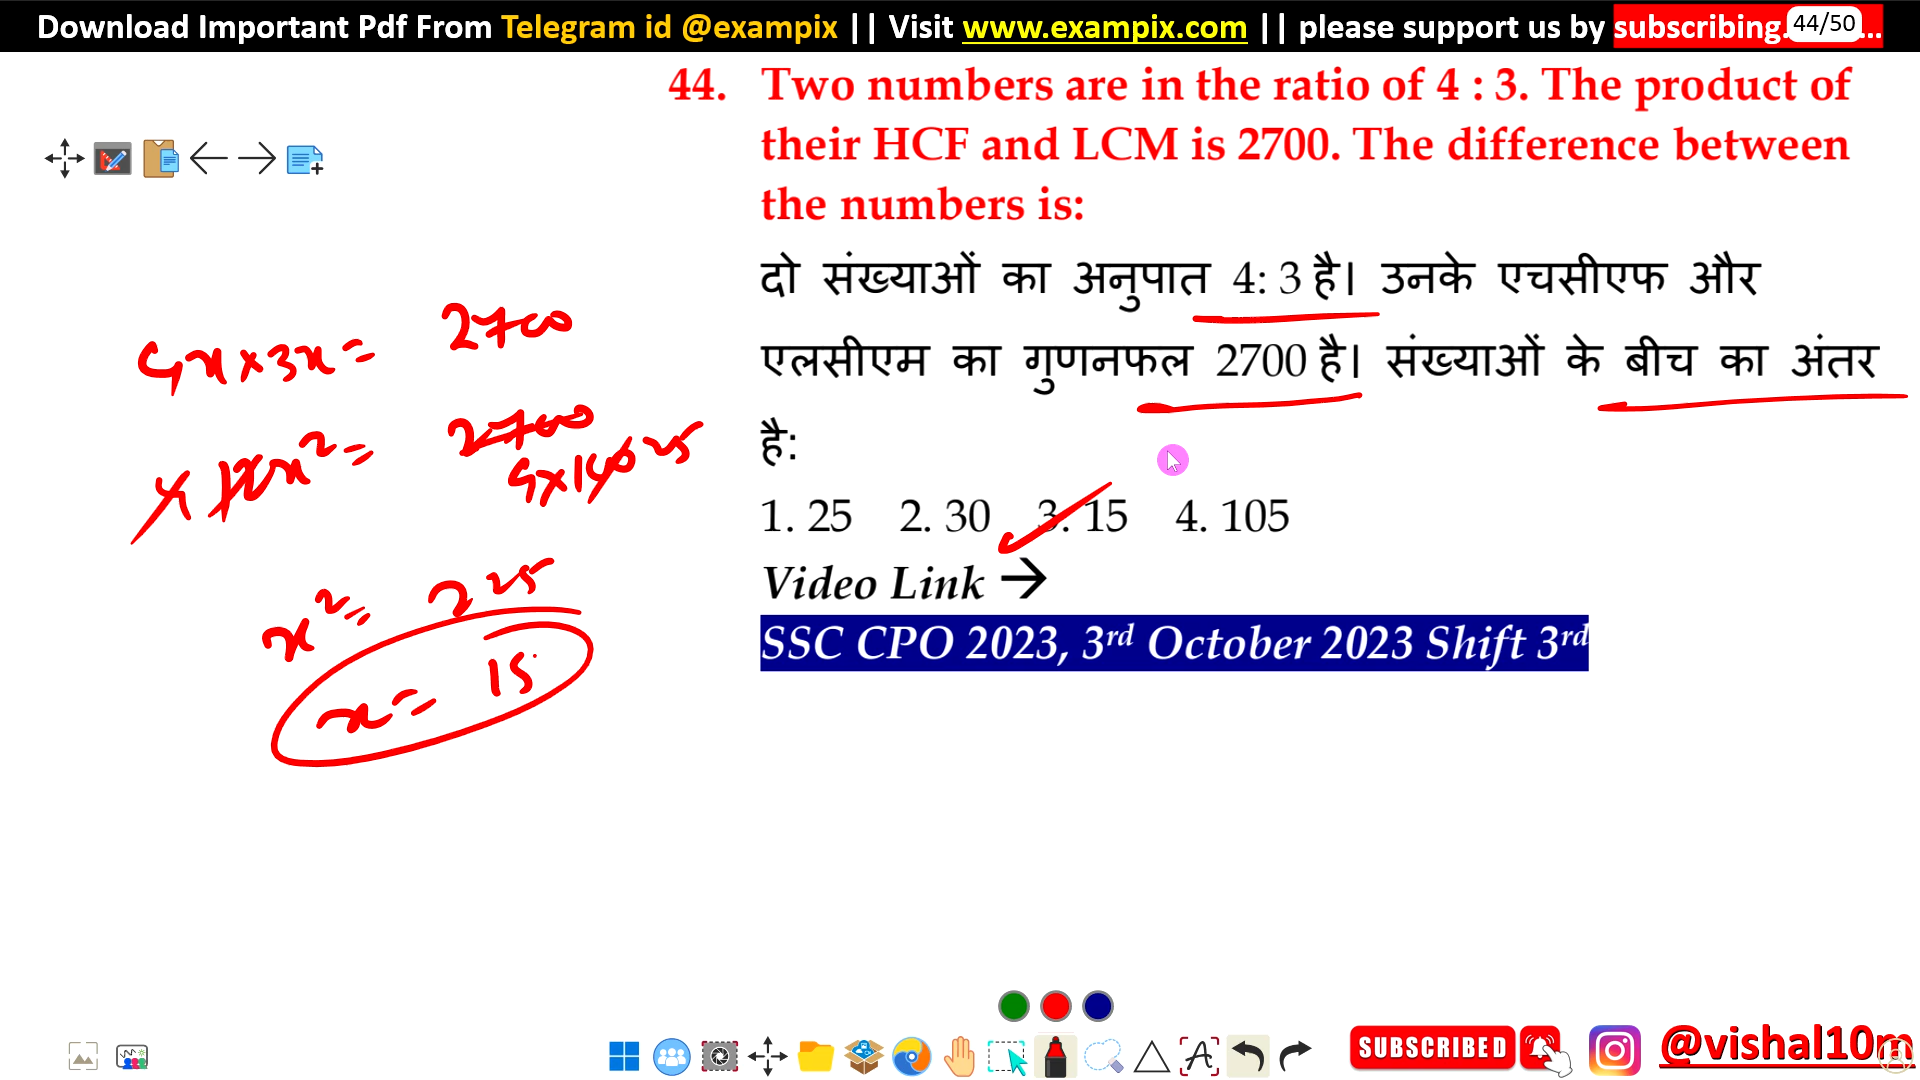 Download Important Pdf From Telegram id @exampix || Visit www.exampix.com || please support us by subscribing.
44/50
44. Two numbers are in the ratio of 4 : 3. The product of
their HCF and LCM is 2700. The difference between
the numbers is:
दो संख्याओं का अनुपात 4: 3 है। उनके एचसीएफ और
एलसीएम का गुणनफल 2700 है। संख्याओं के बीच का अंतर
है:
1. 25 2. 30 3. 15 4. 105
Video Link →
SSC CPO 2023, 3rd October 2023 Shift 3rd
4x×3x= 2700
12x²= 2700
x²= 225
x= 15
SUBSCRIBED
@vishal10m